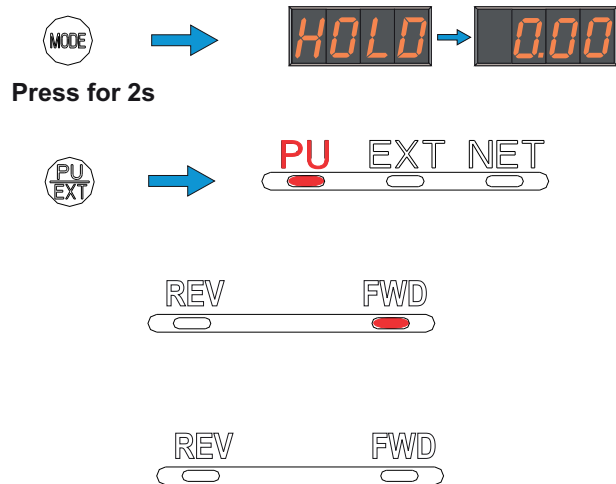 MODE
HOLD
0.00
Press for 2s
PU
EXT
PU EXT NET
REV FWD
REV FWD